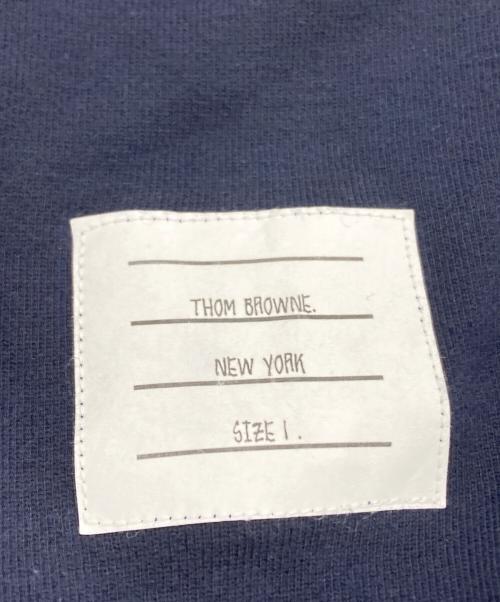 THOM BROWNE.
NEW YORK
SIZE 1.